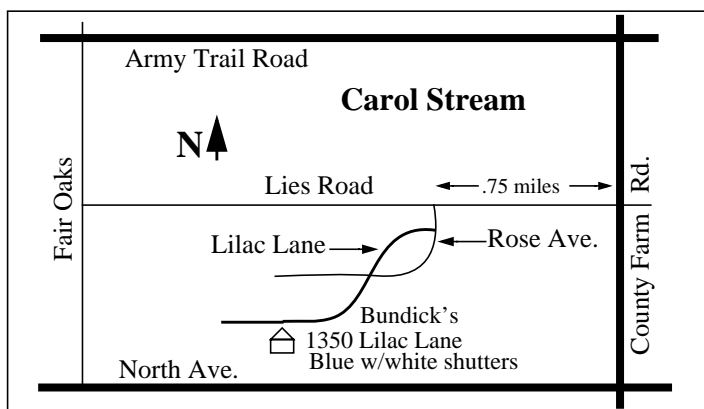 Army Trail Road
Carol Stream
N
Lies Road
.75 miles
Fair Oaks
County Farm Rd.
Lilac Lane
Rose Ave.
Bundick's
1350 Lilac Lane
Blue w/white shutters
North Ave.